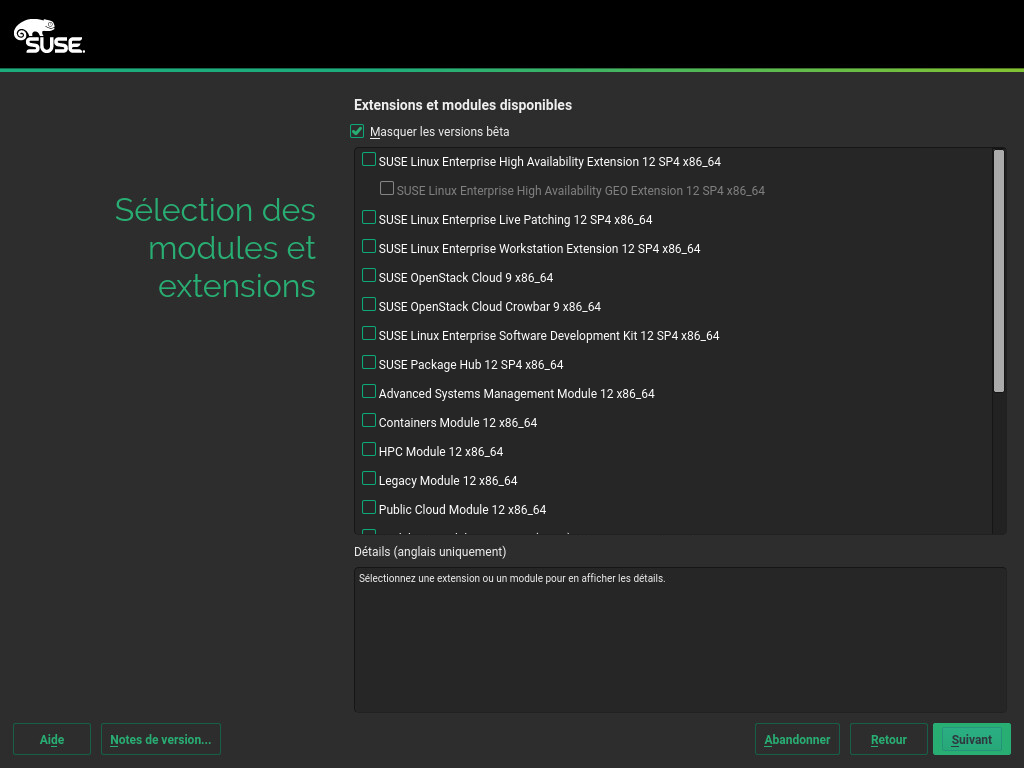 SUSE.
Extensions et modules disponibles
Masquer les versions bêta
Sélection des
modules et
extensions
SUSE Linux Enterprise High Availability Extension 12 SP4 x86_64
SUSE Linux Enterprise High Availability GEO Extension 12 SP4 x86_64
SUSE Linux Enterprise Live Patching 12 SP4 x86_64
SUSE Linux Enterprise Workstation Extension 12 SP4 x86_64
SUSE OpenStack Cloud 9 x86_64
SUSE OpenStack Cloud Crowbar 9 x86_64
SUSE Linux Enterprise Software Development Kit 12 SP4 x86_64
SUSE Package Hub 12 SP4 x86_64
Advanced Systems Management Module 12 x86_64
Containers Module 12 x86_64
HPC Module 12 x86_64
Legacy Module 12 x86_64
Public Cloud Module 12 x86_64
Détails (anglais uniquement)
Sélectionnez une extension ou un module pour en afficher les détails.
Aide
Notes de version...
Abandonner
Retour
Suivant